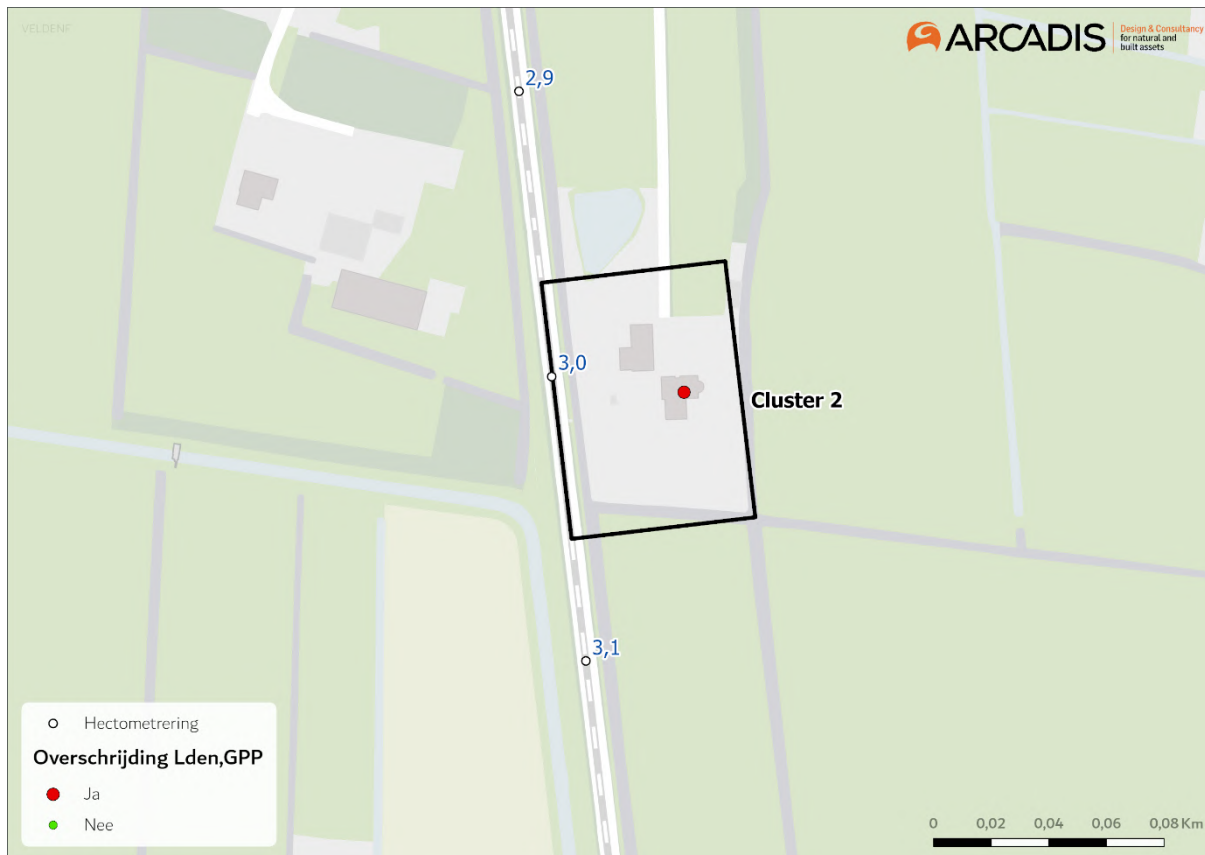 VELDENF
ARCADIS
Design & Consultancy
for natural and
built assets
2,9
3,0
Cluster 2
3,1
Hectometrering
Overschrijding Lden,GPP
Ja
Nee
0 0,02 0,04 0,06 0,08 Km